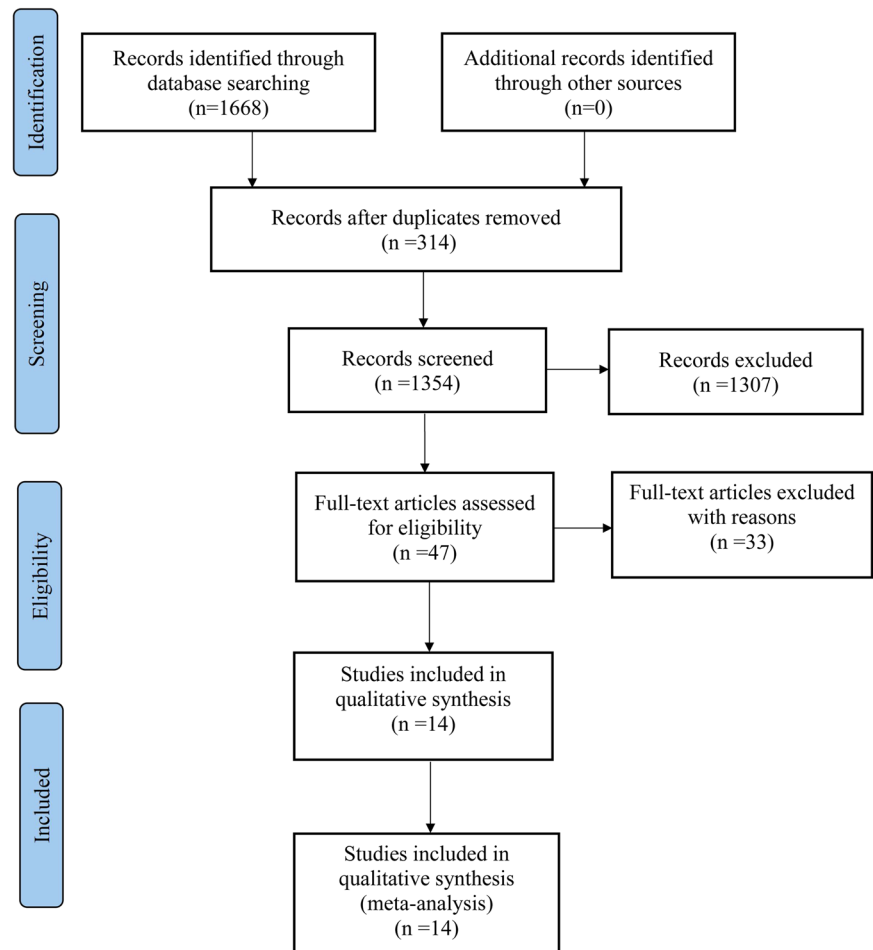 Identification
Records identified through
database searching
(n=1668)
Additional records identified
through other sources
(n=0)
Records after duplicates removed
(n =314)
Screening
Records screened
(n =1354)
Records excluded
(n =1307)
Eligibility
Full-text articles assessed
for eligibility
(n =47)
Full-text articles excluded
with reasons
(n =33)
Studies included in
qualitative synthesis
(n =14)
Included
Studies included in
qualitative synthesis
(meta-analysis)
(n =14)